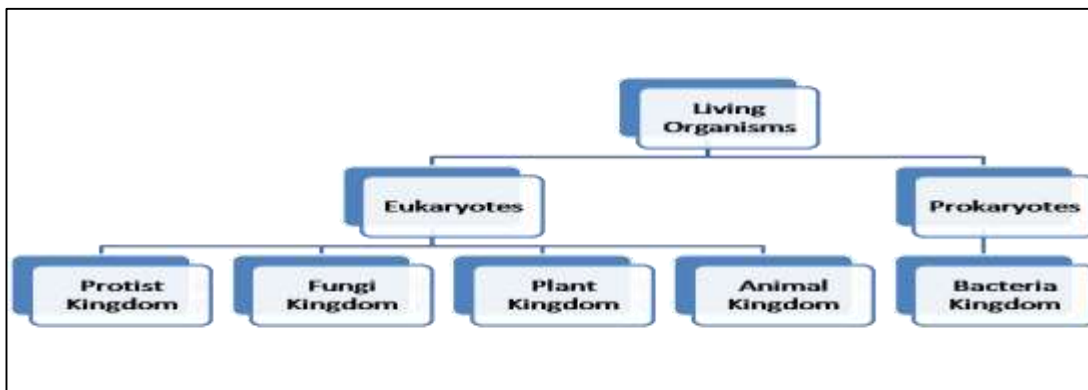 Living
Organisms
Eukaryotes
Prokaryotes
Protist
Kingdom
Fungi
Kingdom
Plant
Kingdom
Animal
Kingdom
Bacteria
Kingdom